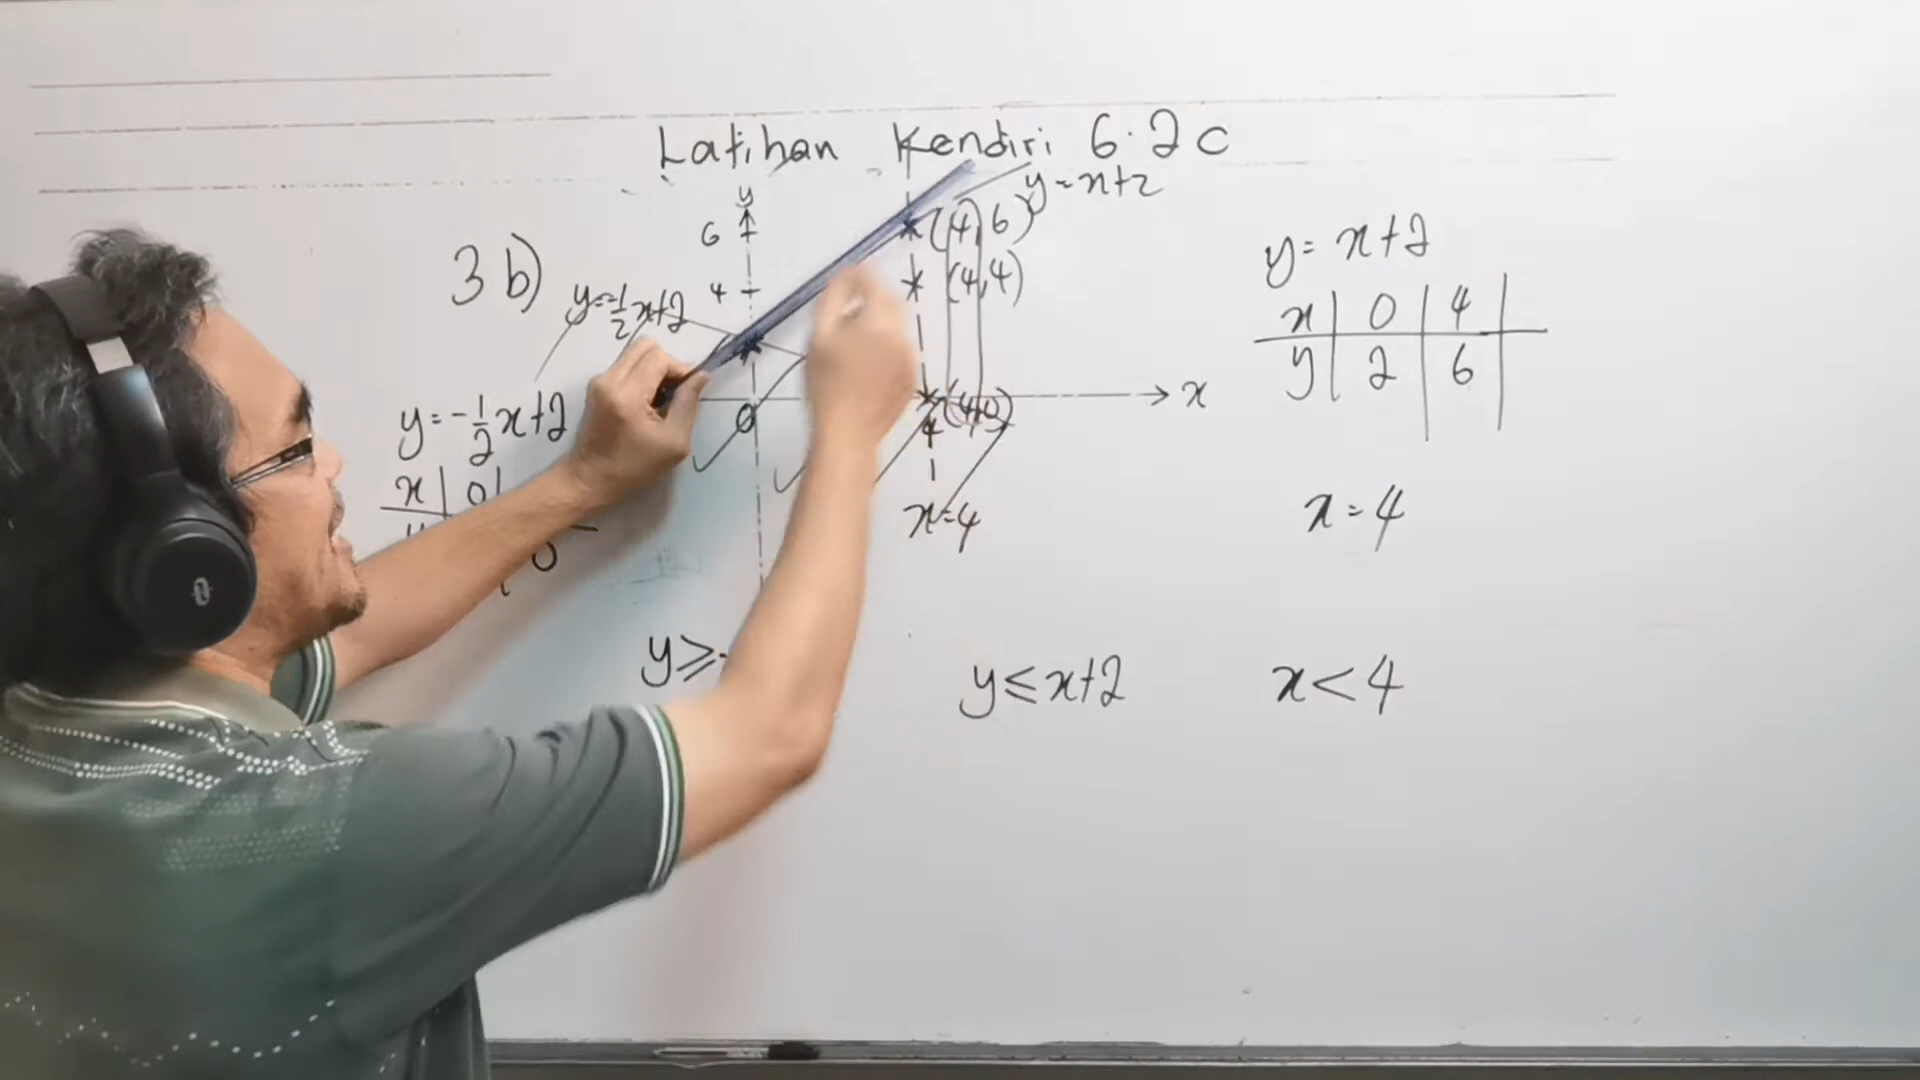 Latihan Kendiri 6.2c
3 b)
y
6
4
0
x
y=-1/2x+2
y=x+2
(4,6)
(4,4)
(4,0)
4
x=4
y=-1/2x+2
x | 0 |
0
y=x+2
x | 0 | 4
y | 2 | 6
x=4
y≥-
y≤x+2
x<4